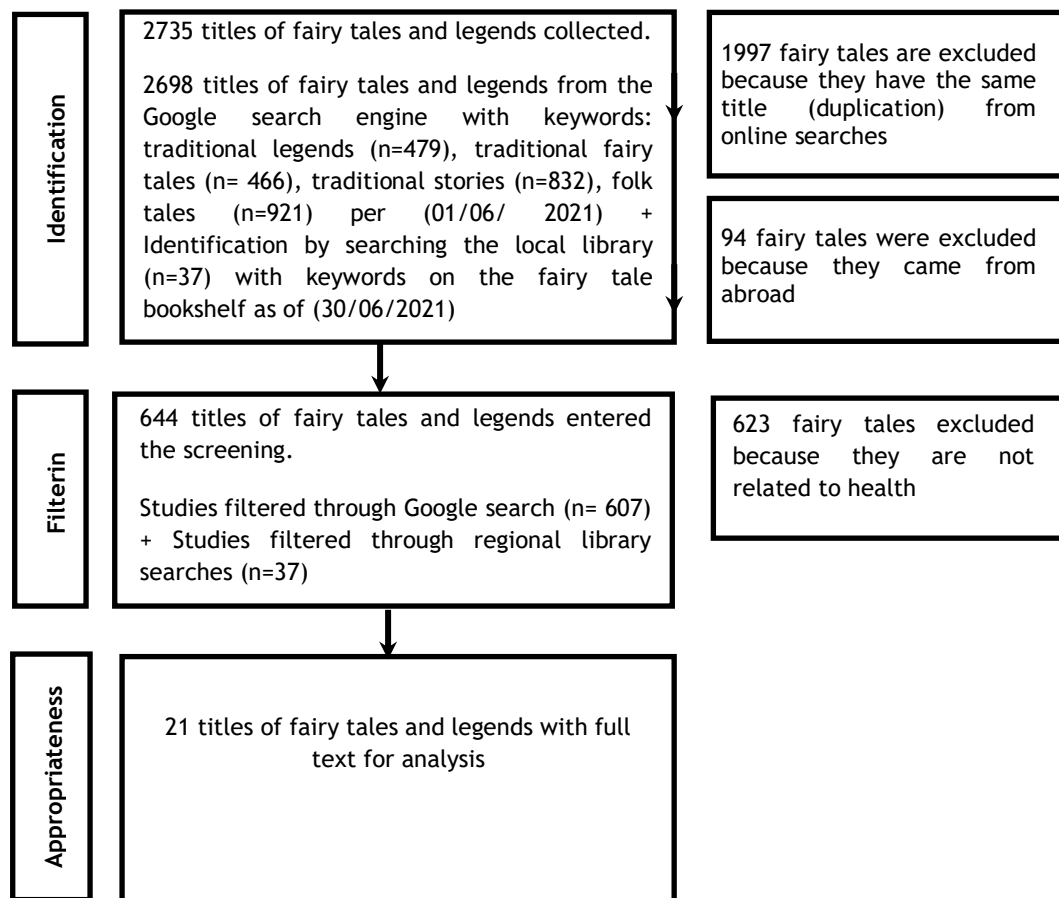 Identification
2735 titles of fairy tales and legends collected.
2698 titles of fairy tales and legends from the
Google search engine with keywords:
traditional legends (n=479), traditional fairy
tales (n= 466), traditional stories (n=832), folk
tales (n=921) per (01/06/ 2021) +
Identification by searching the local library
(n=37) with keywords on the fairy tale
bookshelf as of (30/06/2021)
1997 fairy tales are excluded
because they have the same
title (duplication) from
online searches
94 fairy tales were excluded
because they came from
abroad
Filterin
644 titles of fairy tales and legends entered
the screening.
Studies filtered through Google search (n= 607)
+ Studies filtered through regional library
searches (n=37)
623 fairy tales excluded
because they are not
related to health
Appropriateness
21 titles of fairy tales and legends with full
text for analysis